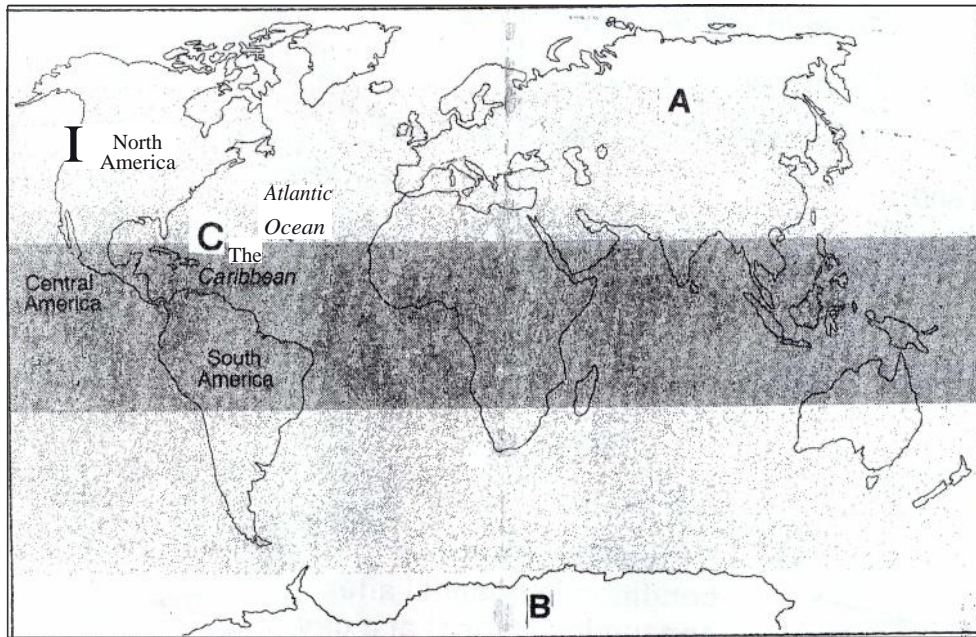 A
I
North
America
Atlantic
Ocean
C
The
Caribbean
Central
America
South
America
B